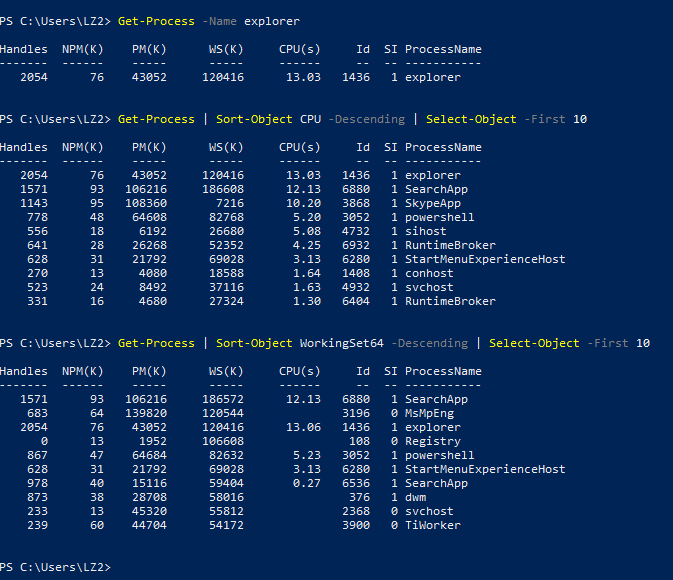 PS C:\Users\LZ2> Get-Process -Name explorer
Handles  NPM(K)    PM(K)      WS(K)     CPU(s)     Id  SI ProcessName
-------  ------    -----      -----     ------     --  -- -----------
   2054      76    43052     120416      13.03   1436   1 explorer
PS C:\Users\LZ2> Get-Process | Sort-Object CPU -Descending | Select-Object -First 10
Handles  NPM(K)    PM(K)      WS(K)     CPU(s)     Id  SI ProcessName
-------  ------    -----      -----     ------     --  -- -----------
   2054      76    43052     120416      13.03   1436   1 explorer
   1571      93   106216     186608      12.13   6880   1 SearchApp
   1143      95   108360       7216      10.20   3868   1 SkypeApp
    778      48    64608      82768       5.20   3052   1 powershell
    556      18     6192      26680       5.08   4732   1 sihost
    641      28    26268      52352       4.25   6932   1 RuntimeBroker
    628      31    21792      69028       3.13   6280   1 StartMenuExperienceHost
    270      13     4080      18588       1.64   1408   1 conhost
    523      24     8492      37116       1.63   4932   1 svchost
    331      16     4680      27324       1.30   6404   1 RuntimeBroker
PS C:\Users\LZ2> Get-Process | Sort-Object WorkingSet64 -Descending | Select-Object -First 10
Handles  NPM(K)    PM(K)      WS(K)     CPU(s)     Id  SI ProcessName
-------  ------    -----      -----     ------     --  -- -----------
   1571      93   106216     186572      12.13   6880   1 SearchApp
    683      64   139820     120544              3196   0 MsMpEng
   2054      76    43052     120416      13.06   1436   1 explorer
      0      13     1952     106608               108   0 Registry
    867      47    64684      82632       5.23   3052   1 powershell
    628      31    21792      69028       3.13   6280   1 StartMenuExperienceHost
    978      40    15116      59404       0.27   6536   1 SearchApp
    873      38    28708      58016               376   1 dwm
    233      13    45320      55812              2368   0 svchost
    239      60    44704      54172              3900   0 TiWorker
PS C:\Users\LZ2>